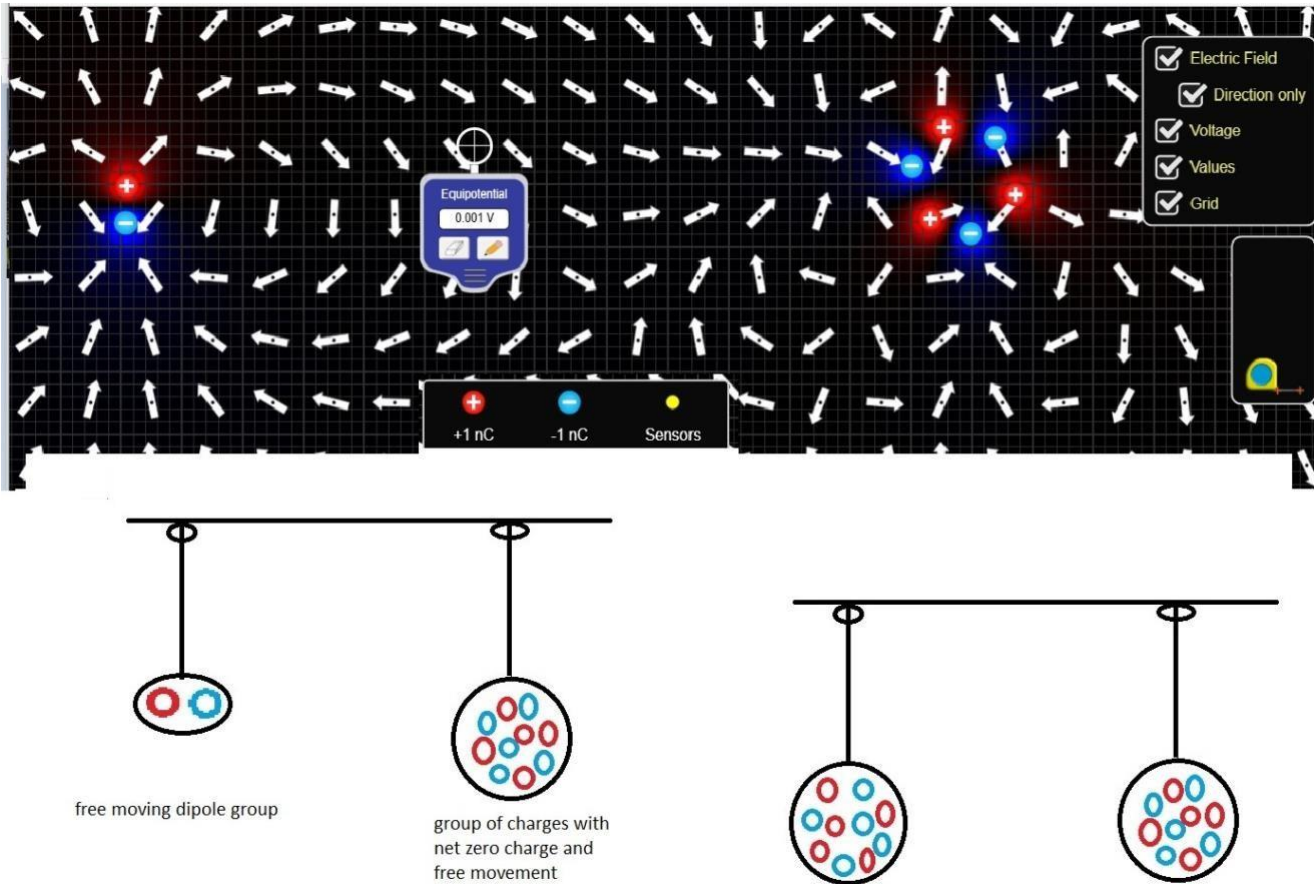 Electric Field
Direction only
Voltage
Values
Grid
Equipotential
0.001 V
+1 nC
-1 nC
Sensors
free moving dipole group
group of charges with
net zero charge and
free movement